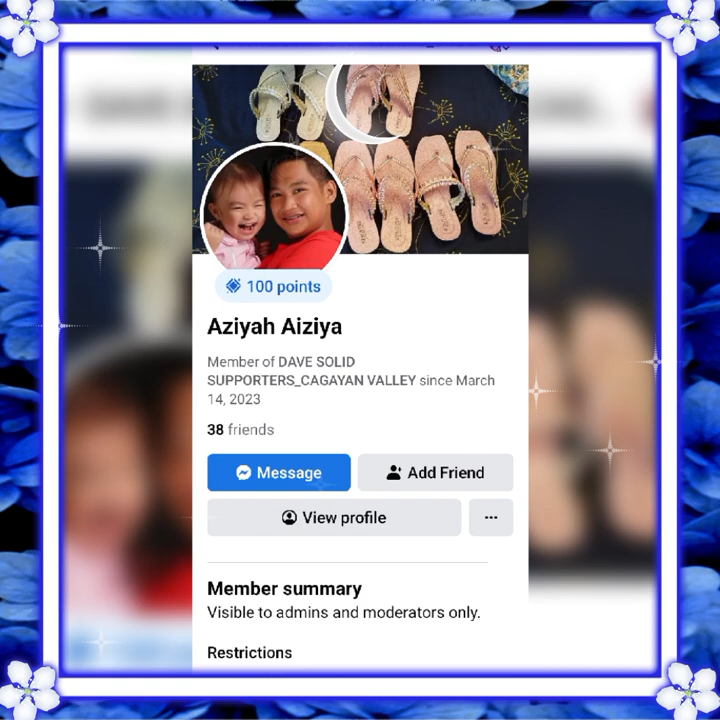 100 points
Aziyah Aiziya
Member of DAVE SOLID
SUPPORTERS_CAGAYAN VALLEY since March
14, 2023
38 friends
Message
Add Friend
View profile
Member summary
Visible to admins and moderators only.
Restrictions